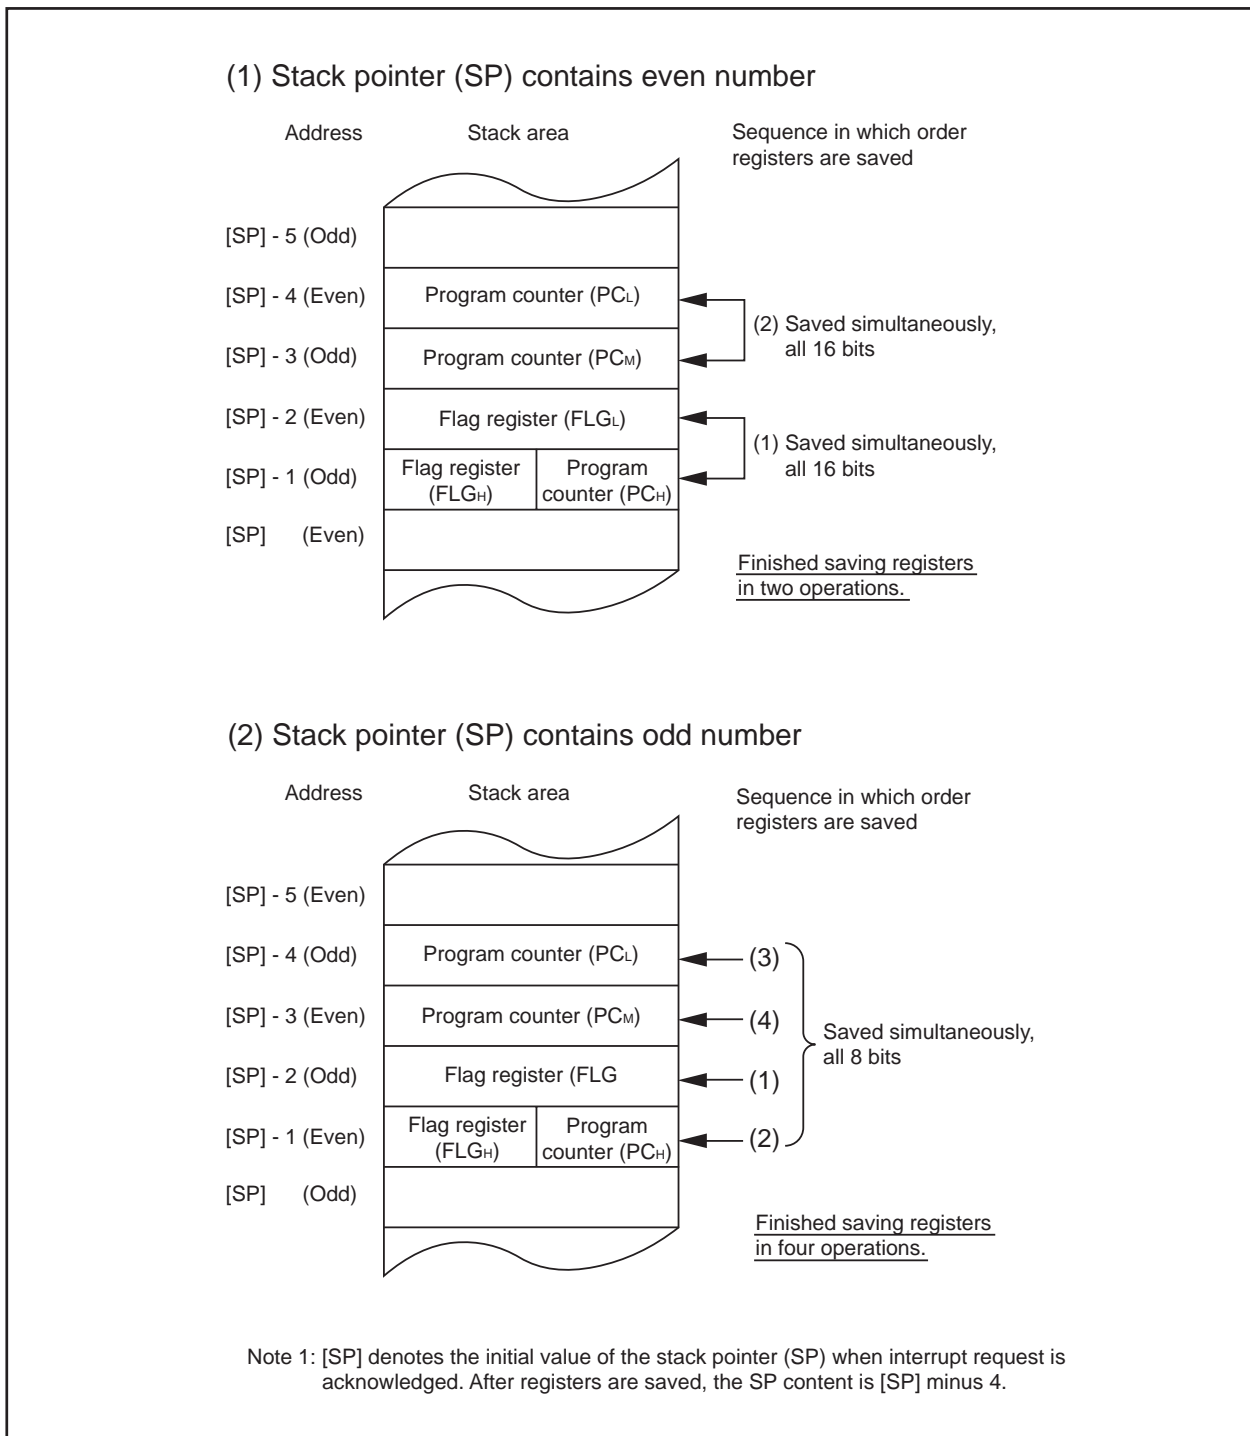 (1) Stack pointer (SP) contains even number
Address Stack area Sequence in which order
registers are saved
[SP] - 5 (Odd)
[SP] - 4 (Even) Program counter (PCL)
(2) Saved simultaneously,
all 16 bits
[SP] - 3 (Odd) Program counter (PCM)
[SP] - 2 (Even) Flag register (FLGL)
(1) Saved simultaneously,
all 16 bits
[SP] - 1 (Odd) Flag register
(FLGH)
Program
counter (PCH)
[SP] (Even)
Finished saving registers
in two operations.
(2) Stack pointer (SP) contains odd number
Address Stack area Sequence in which order
registers are saved
[SP] - 5 (Even)
[SP] - 4 (Odd) Program counter (PCL) (3)
[SP] - 3 (Even) Program counter (PCM) (4)
Saved simultaneously,
all 8 bits
[SP] - 2 (Odd) Flag register (FLG (1)
[SP] - 1 (Even) Flag register
(FLGH)
Program
counter (PCH)
(2)
[SP] (Odd)
Finished saving registers
in four operations.
Note 1: [SP] denotes the initial value of the stack pointer (SP) when interrupt request is
acknowledged. After registers are saved, the SP content is [SP] minus 4.